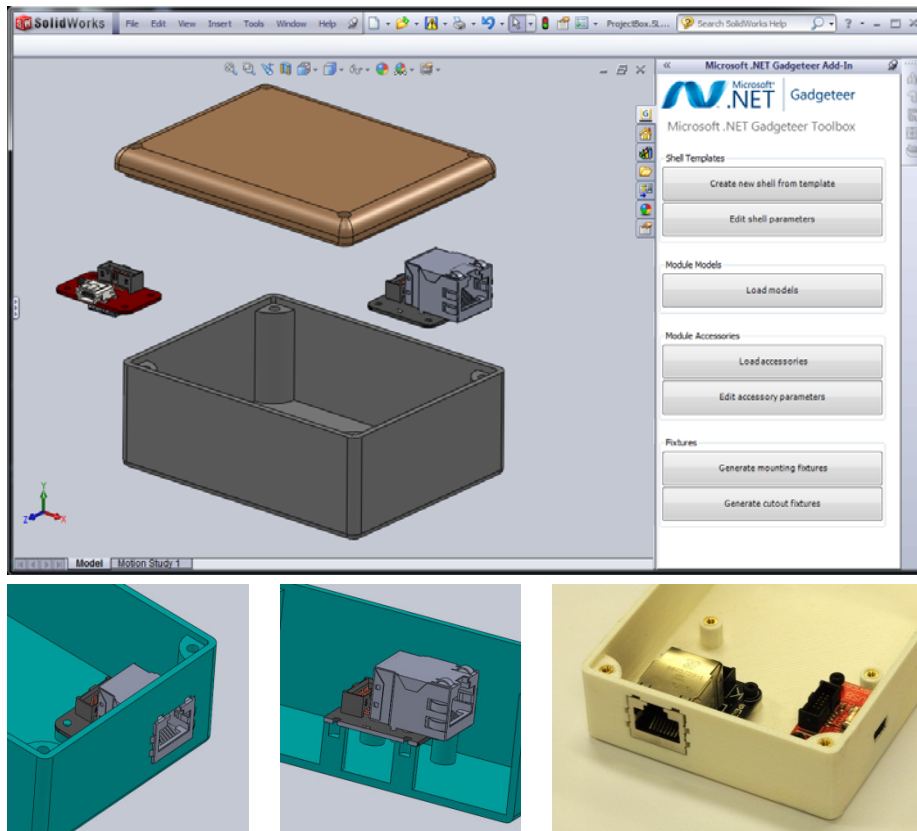 SolidWorks File Edit View Insert Tools Window Help ProjectBox.SL... Search SolidWorks Help ?
Microsoft .NET Gadgeteer Add-In
Microsoft®
.NET Gadgeteer
Microsoft .NET Gadgeteer Toolbox
Shell Templates
Create new shell from template
Edit shell parameters
Module Models
Load models
Module Accessories
Load accessories
Edit accessory parameters
Fixtures
Generate mounting fixtures
Generate cutout fixtures
Y
Z X
Model Motion Study 1